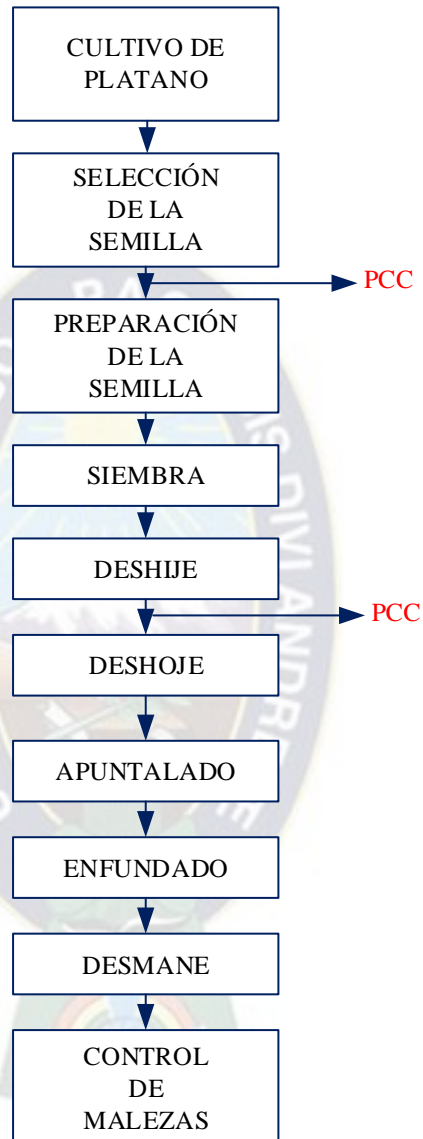 CULTIVO DE
PLATANO
SELECCIÓN
DE LA
SEMILLA
PCC
PREPARACIÓN
DE LA
SEMILLA
SIEMBRA
DESHIJE
PCC
DESHOJE
APUNTALADO
ENFUNDADO
DESMANE
CONTROL
DE
MALEZAS